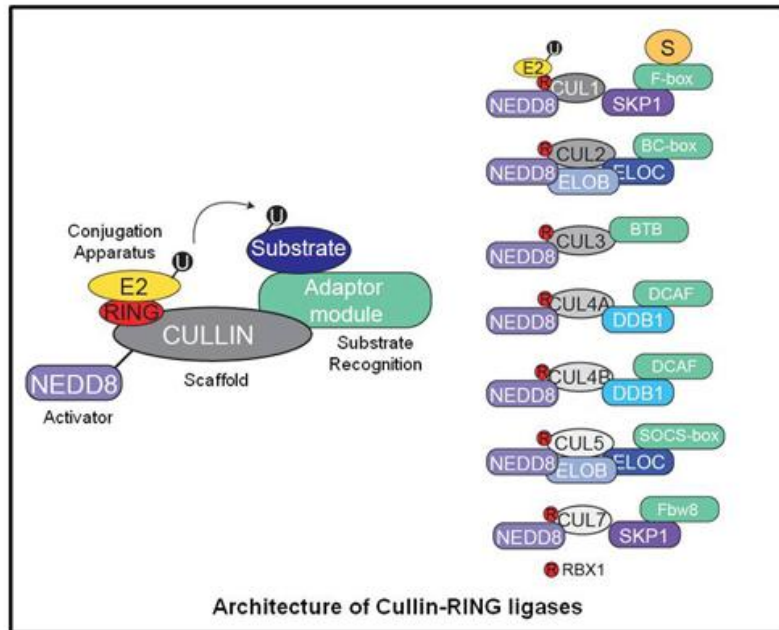 Conjugation
Apparatus
U
U
E2
RING
Substrate
Adaptor
module
CULLIN
Substrate
Recognition
Scaffold
NEDD8
Activator
U
E2
R
CUL1
NEDD8
S
F-box
SKP1
R
CUL2
NEDD8
BC-box
ELOC
ELOB
R
CUL3
NEDD8
BTB
R
CUL4A
NEDD8
DCAF
DDB1
R
CUL4B
NEDD8
DCAF
DDB1
R
CUL5
NEDD8
SOCS-box
ELOC
ELOB
R
CUL7
NEDD8
Fbw8
SKP1
R RBX1
Architecture of Cullin-RING ligases